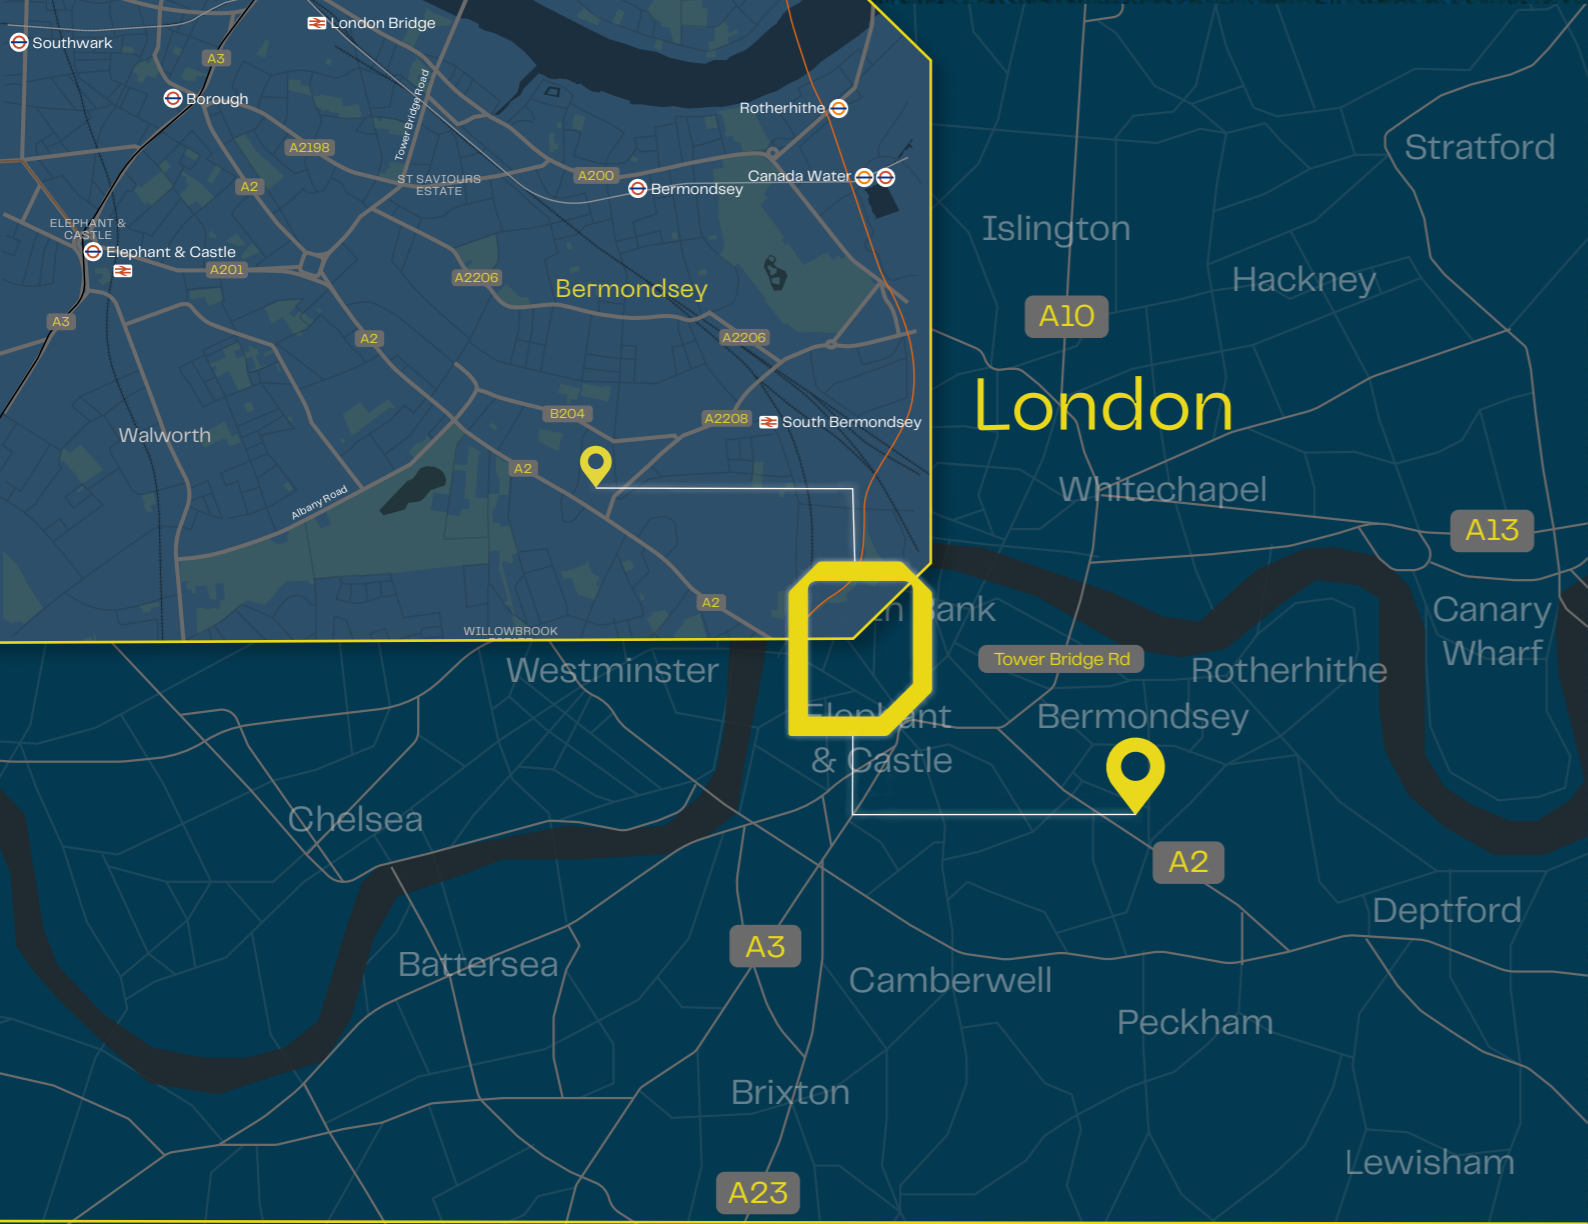 London Bridge
Southwark
A3
Borough
Tower Bridge Road
Rotherhithe
A2198
A2
ST SAVIOURS
ESTATE
A200
Bermondsey
Canada Water
ELEPHANT &
CASTLE
Elephant & Castle
A201
A2206
Bermondsey
A3
A2
A2206
B204
A2208
South Bermondsey
Walworth
A2
Albany Road
A2
WILLOWBROOK
Stratford
Islington
Hackney
A10
London
Whitechapel
A13
Bank
Canary
Wharf
Westminster
Tower Bridge Rd
Rotherhithe
Elephant
& Castle
Bermondsey
Chelsea
A2
Deptford
A3
Battersea
Camberwell
Peckham
Brixton
Lewisham
A23